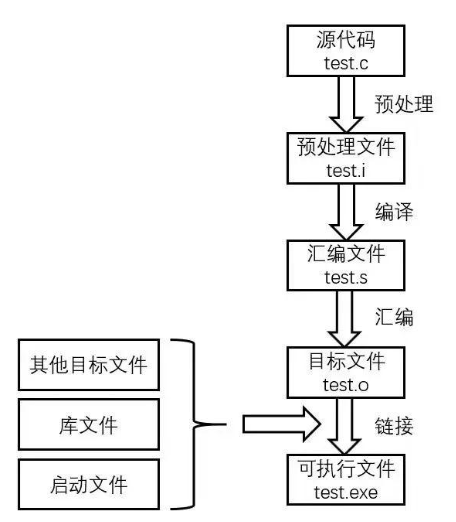 源代码
test.c
预处理
预处理文件
test.i
编译
汇编文件
test.s
汇编
其他目标文件
目标文件
test.o
库文件
链接
启动文件
可执行文件
test.exe